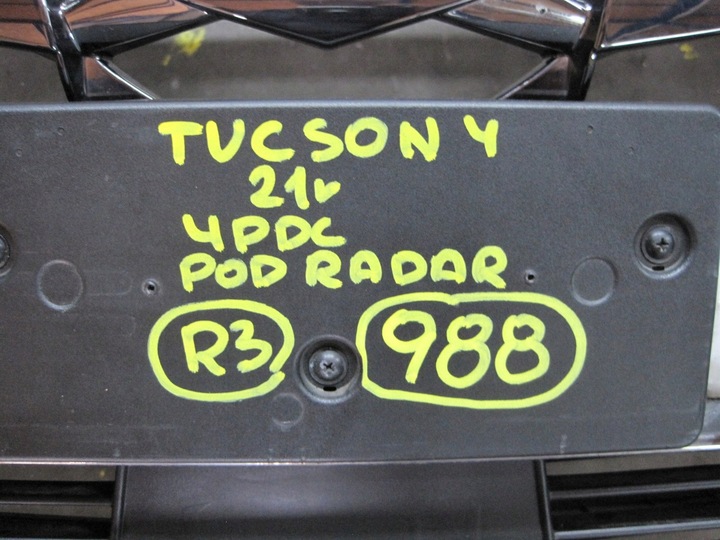 TUCSON 4
21r
4PDC
POD RADAR
R3 988